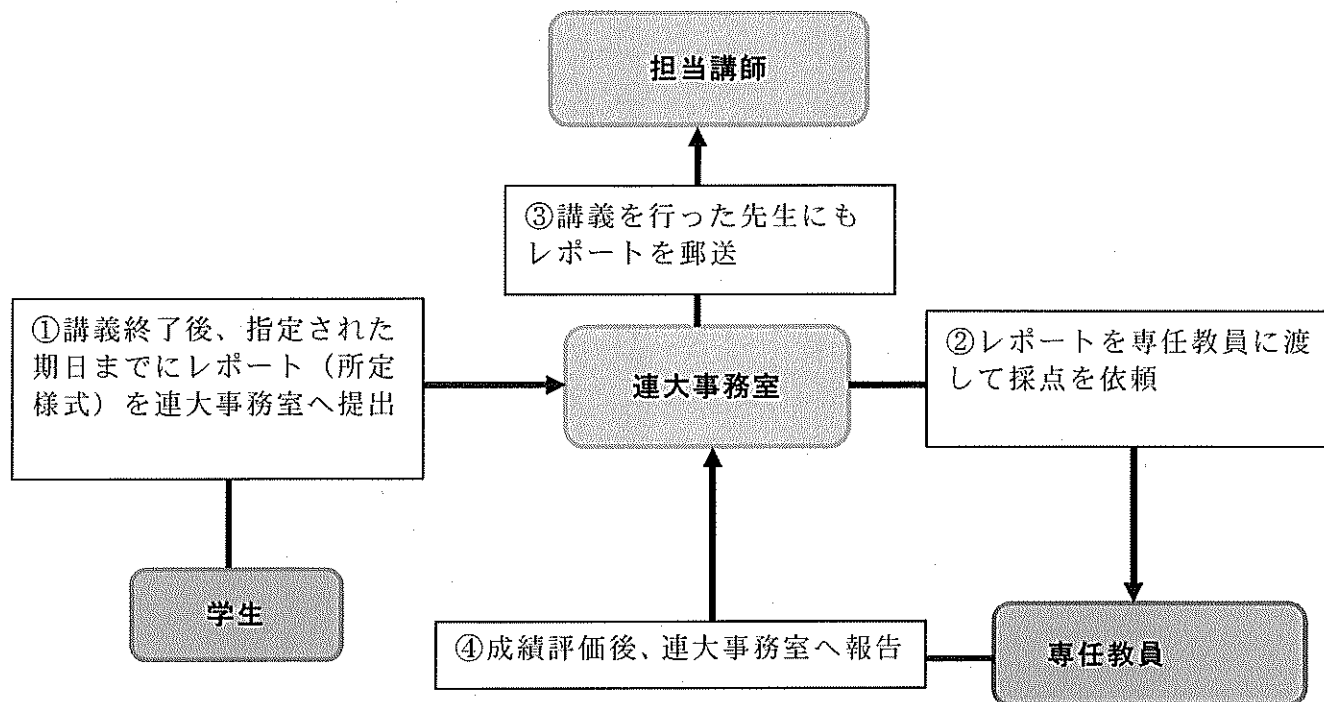 担当講師
③講義を行った先生にも
レポートを郵送
①講義終了後、指定された
期日までにレポート（所定
様式）を連大事務室へ提出
連大事務室
②レポートを専任教員に渡
して採点を依頼
学生
④成績評価後、連大事務室へ報告
専任教員